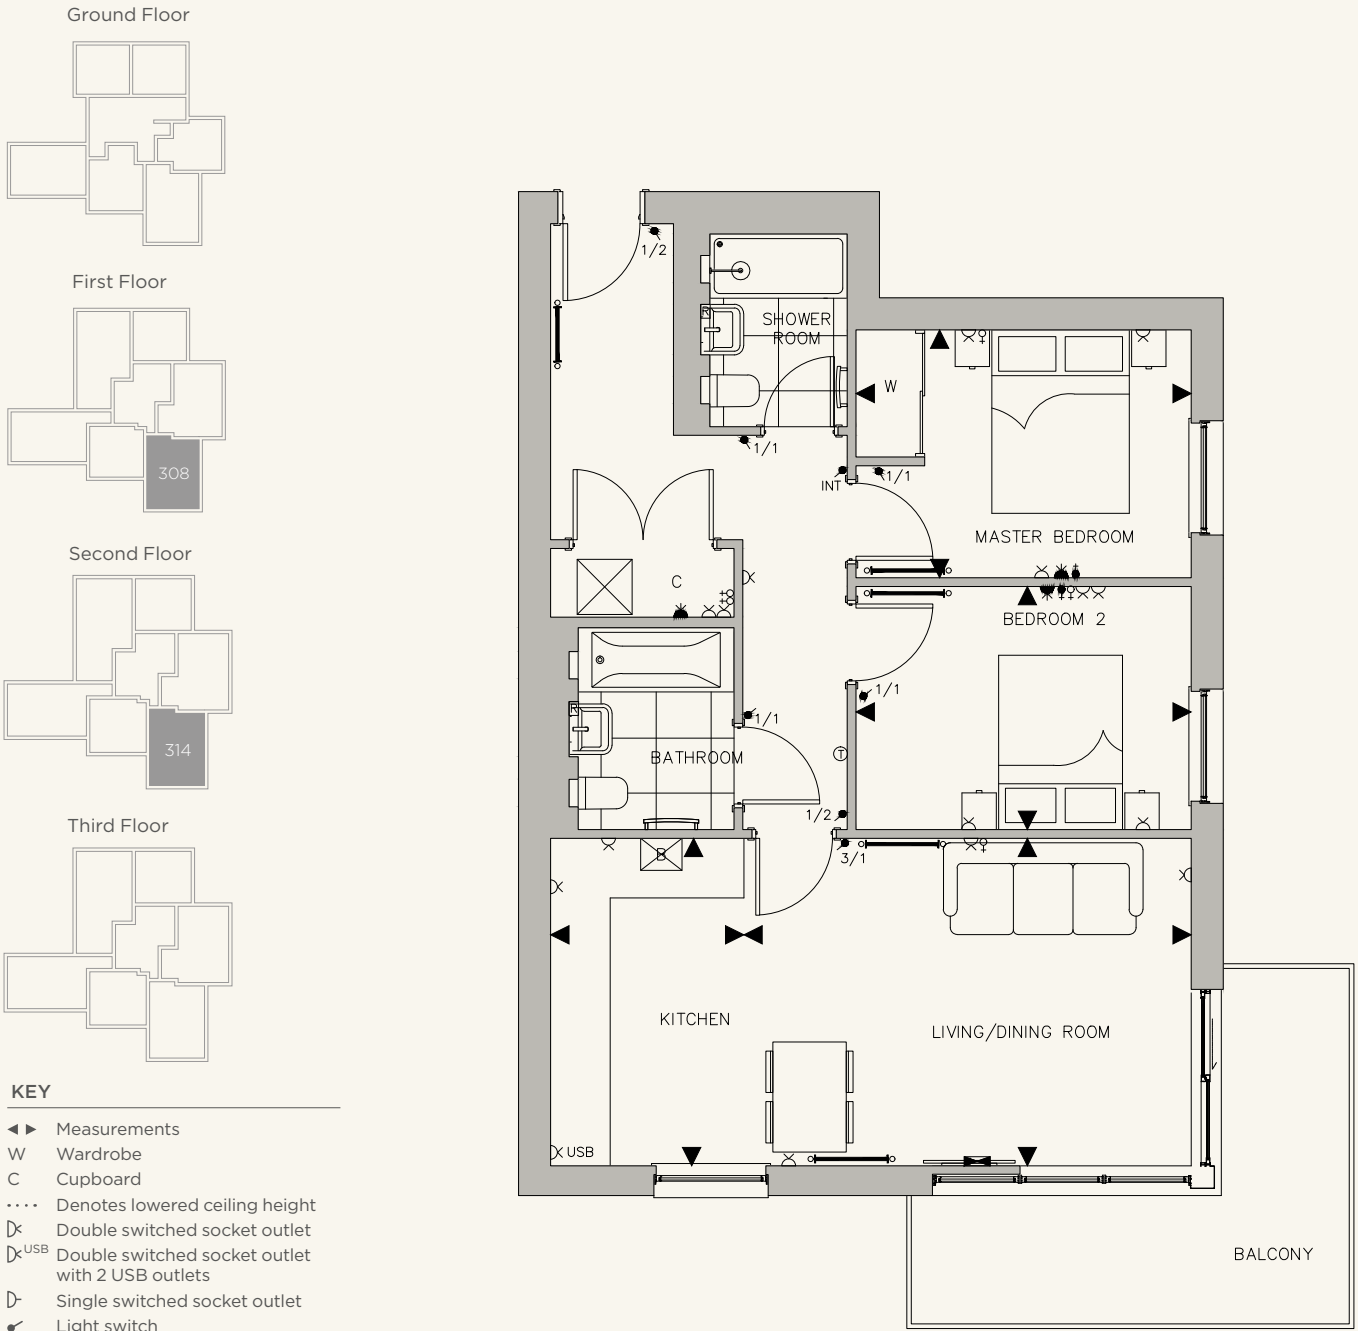 Ground Floor
First Floor
308
Second Floor
314
Third Floor
KEY
Measurements
W Wardrobe
C Cupboard
Denotes lowered ceiling height
Double switched socket outlet
USB Double switched socket outlet
with 2 USB outlets
Single switched socket outlet
Light switch
1/2
R
SHOWER
ROOM
W
1/1
INT
1/1
MASTER BEDROOM
C
BEDROOM 2
1/1
R
1/1
BATHROOM
T
1/2
B
3/1
KITCHEN
LIVING/DINING ROOM
USB
BALCONY